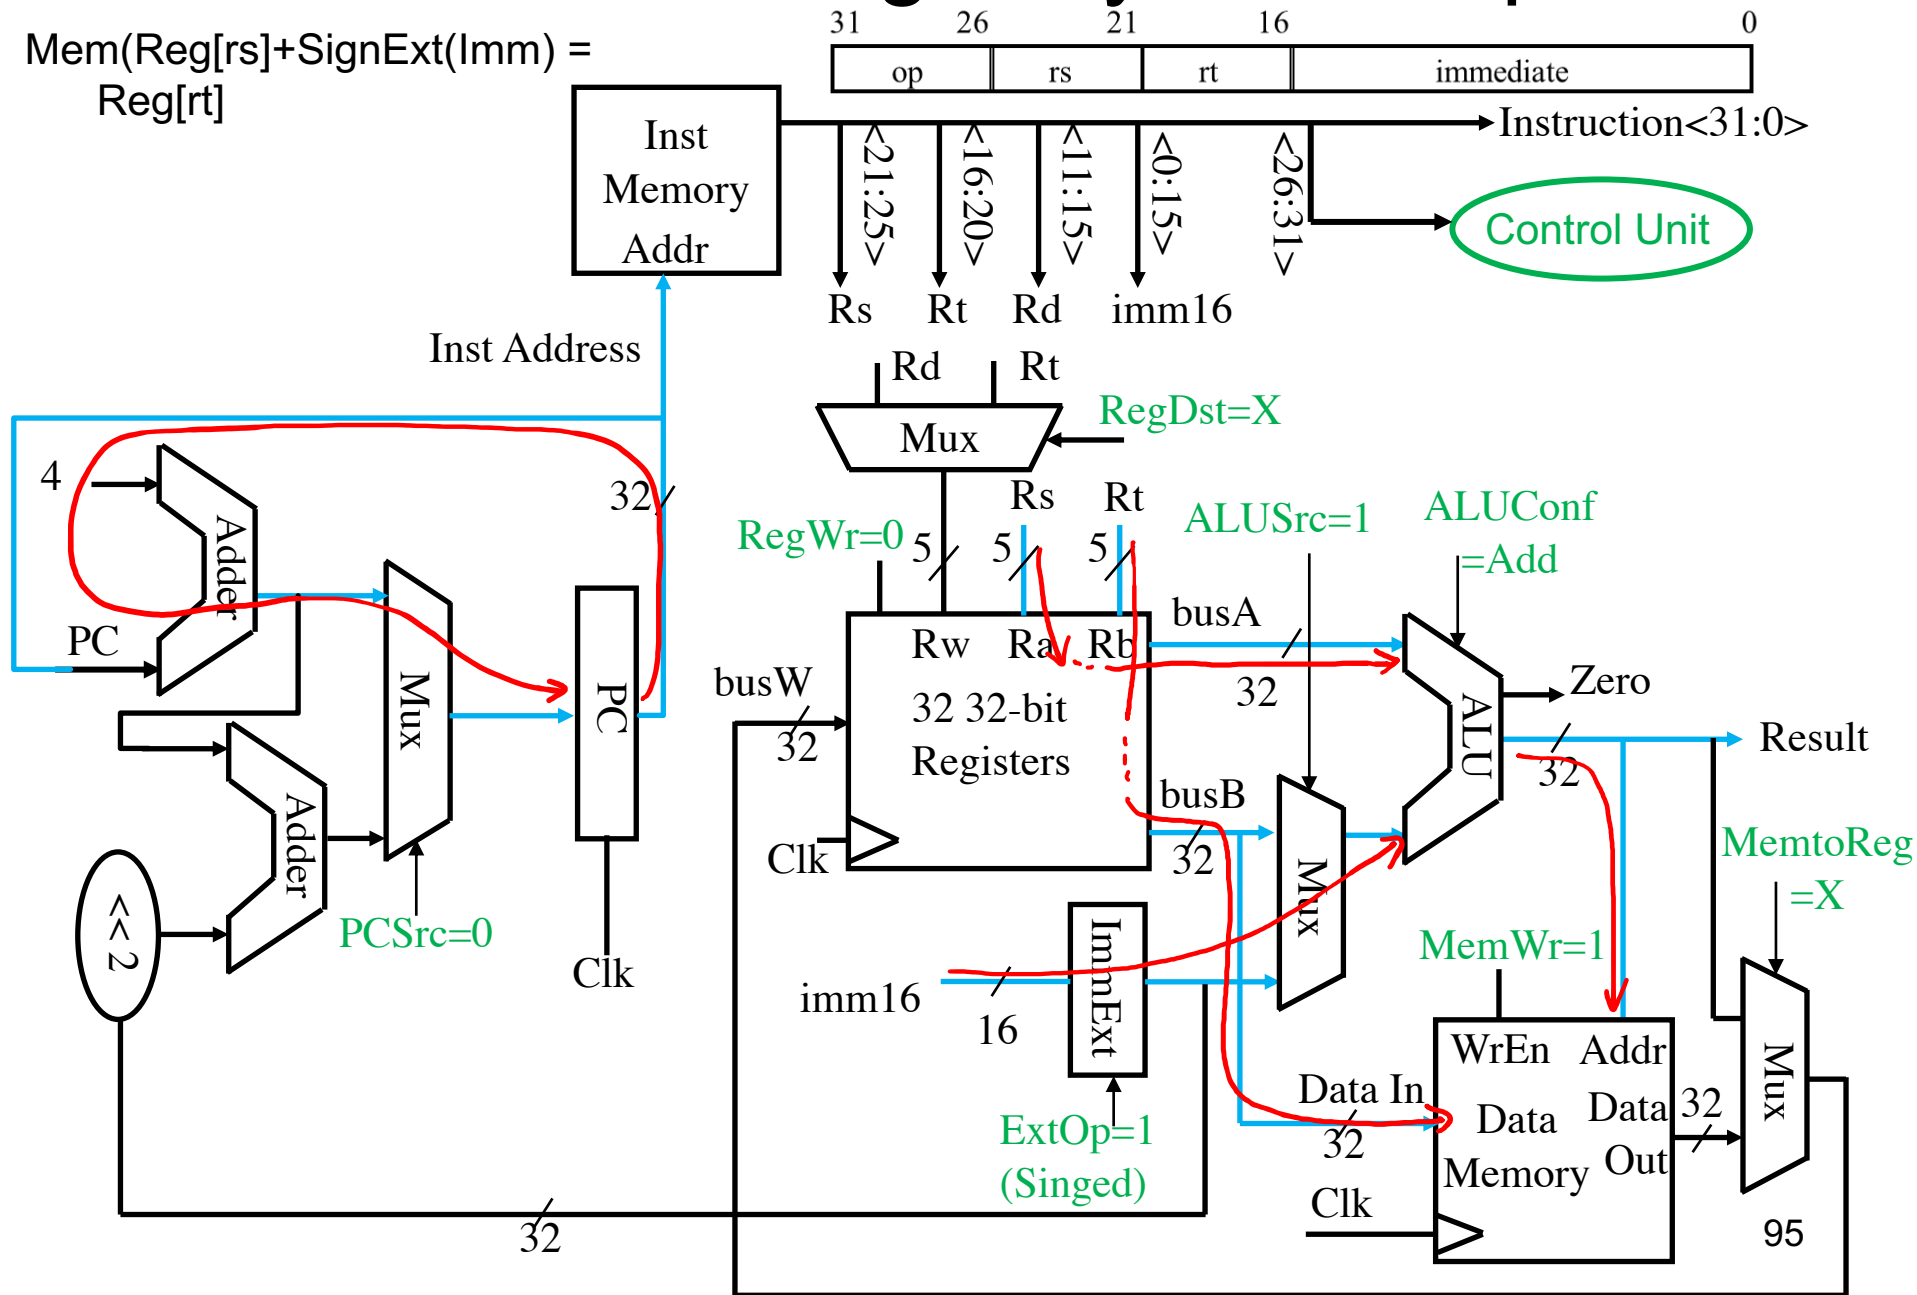 Mem(Reg[rs]+SignExt(Imm) =
Reg[rt]
31 26 21 16 0
op rs rt immediate
Inst
Memory
Addr
Instruction<31:0>
<21:25>
<16:20>
<11:15>
<0:15>
<26:31>
Control Unit
Rs Rt Rd imm16
Inst Address
Rd Rt
RegDst=X
Mux
4
Adder
PC
32
Mux
PC
Clk
PCSrc=0
Adder
<< 2
32
RegWr=0
5
Rs
5
Rt
5
ALUSrc=1
ALUConf
=Add
Rw Ra Rb
busW
32
32 32-bit
Registers
Clk
busA
32
busB
32
Mux
ALU
Zero
32
Result
imm16
16
ImmExt
ExtOp=1
(Singed)
MemtoReg
=X
MemWr=1
WrEn Addr
Data In
32
Data
Memory
Data
Out
32
Clk
Mux
95